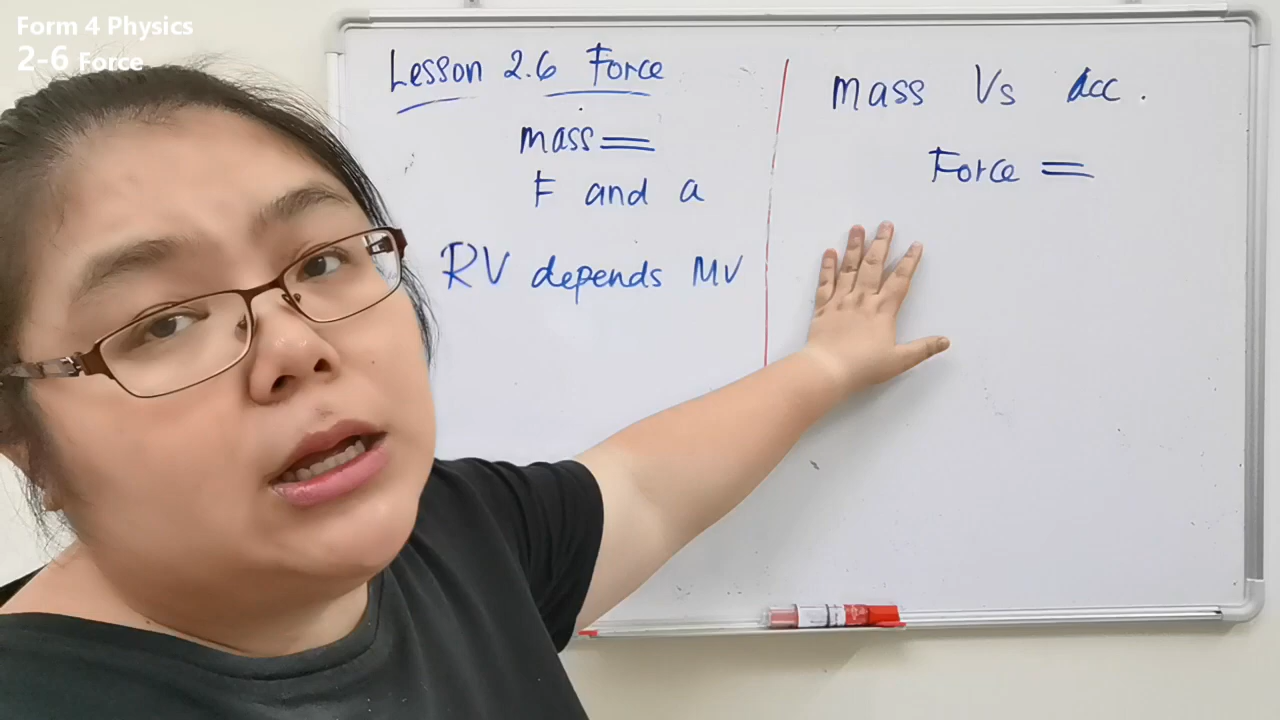 Form 4 Physics
2-6 Force
Lesson 2.6 Force
mass =
F and a
RV depends MV
Mass Vs acc.
Force =